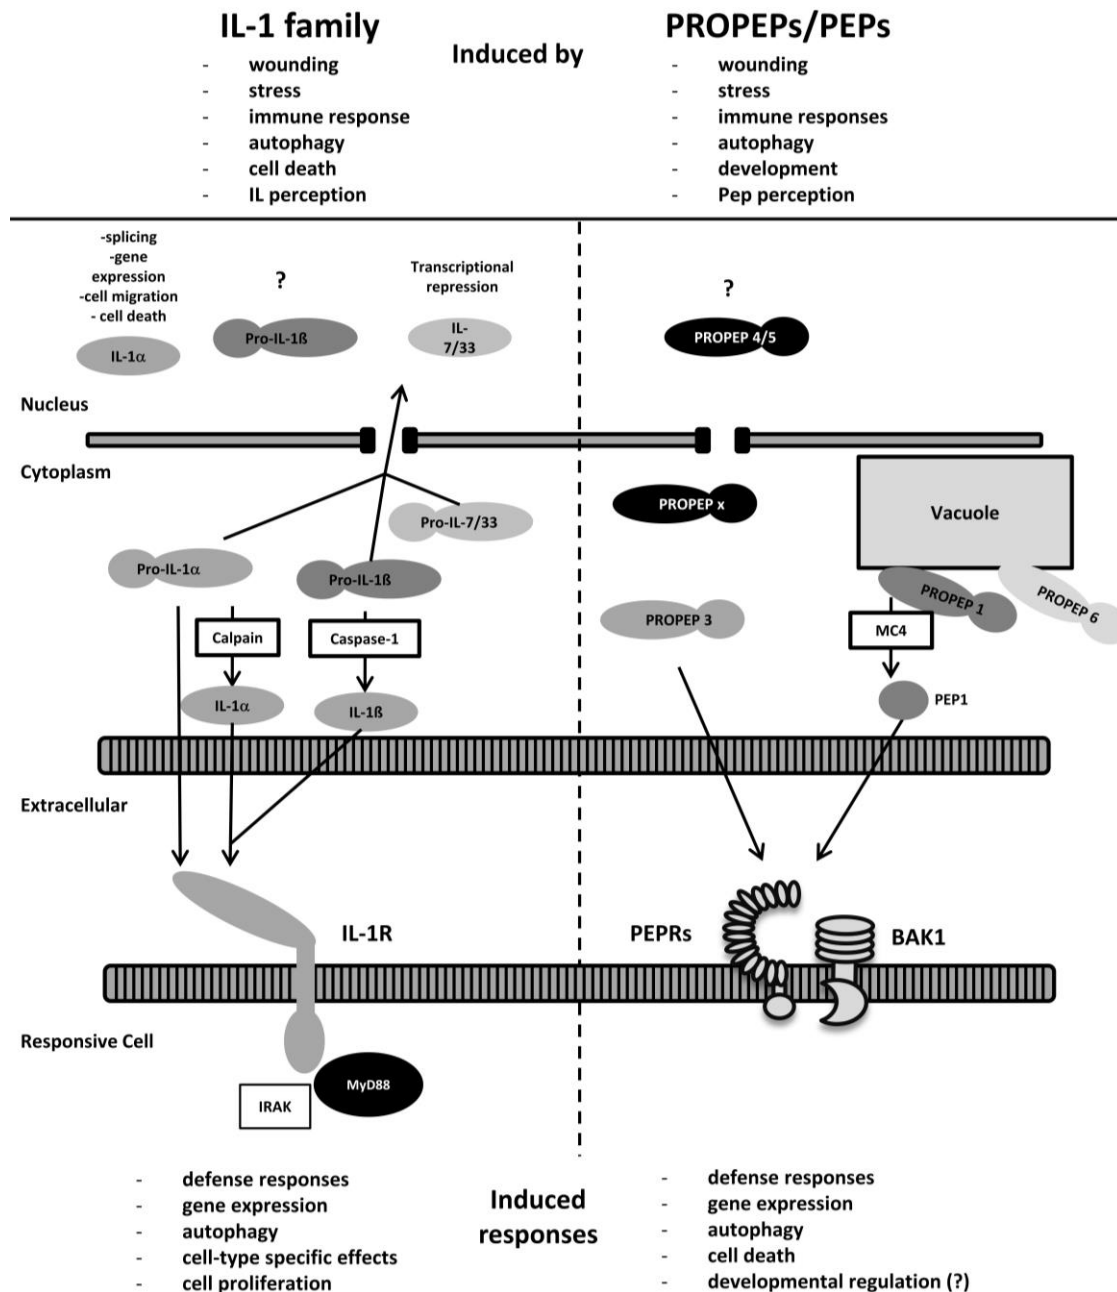 IL-1 family
- wounding
- stress
- immune response
- autophagy
- cell death
- IL perception
Induced by
PROPEPs/PEPs
- wounding
- stress
- immune responses
- autophagy
- development
- Pep perception
-splicing
-gene
expression
-cell migration
- cell death
IL-1α
?
Pro-IL-1ß
Transcriptional
repression
IL-
7/33
?
PROPEP 4/5
Nucleus
Cytoplasm
Pro-IL-7/33
Pro-IL-1α
Pro-IL-1ß
Calpain
Caspase-1
IL-1α
IL-1ß
PROPEP x
Vacuole
PROPEP 3
PROPEP 1
PROPEP 6
MC4
PEP1
Extracellular
IL-1R
PEPRs
BAK1
Responsive Cell
MyD88
IRAK
- defense responses
- gene expression
- autophagy
- cell-type specific effects
- cell proliferation
Induced
responses
- defense responses
- gene expression
- autophagy
- cell death
- developmental regulation (?)